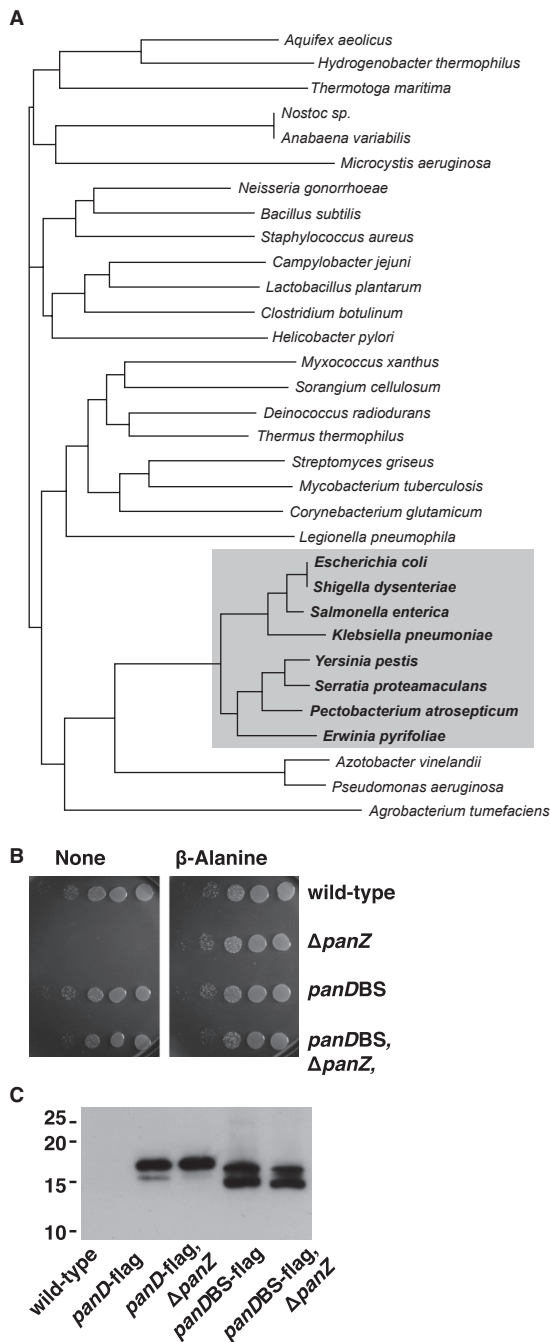 A
Aquifex aeolicus
Hydrogenobacter thermophilus
Thermotoga maritima
Nostoc sp.
Anabaena variabilis
Microcystis aeruginosa
Neisseria gonorrhoeae
Bacillus subtilis
Staphylococcus aureus
Campylobacter jejuni
Lactobacillus plantarum
Clostridium botulinum
Helicobacter pylori
Myxococcus xanthus
Sorangium cellulosum
Deinococcus radiodurans
Thermus thermophilus
Streptomyces griseus
Mycobacterium tuberculosis
Corynebacterium glutamicum
Legionella pneumophila
Escherichia coli
Shigella dysenteriae
Salmonella enterica
Klebsiella pneumoniae
Yersinia pestis
Serratia proteamaculans
Pectobacterium atrosepticum
Erwinia pyrifoliae
Azotobacter vinelandii
Pseudomonas aeruginosa
Agrobacterium tumefaciens
B
None β-Alanine
wild-type
ΔpanZ
panDBS
panDBS,
ΔpanZ,
C
25
20
15
10
wild-type
panD-flag
panD-flag,
ΔpanZ
panDBS-flag
panDBS-flag,
ΔpanZ